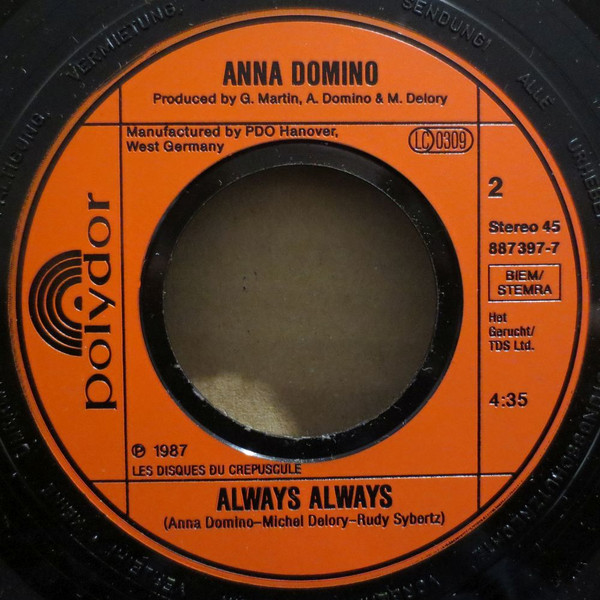 VERMIETUNG.
SENDUNG!
ALLE
ANNA DOMINO
Produced by G. Martin, A. Domino & M. Delory
Manufactured by PDO Hanover,
West Germany
LC 0309
2
Stereo 45
887 397-7
BIEM/
STEMRA
Het
Gerucht/
TDS Ltd.
4:35
polydor
℗ 1987
LES DISQUES DU CREPUSCULE
ALWAYS ALWAYS
(Anna Domino–Michel Delory–Rudy Sybertz)